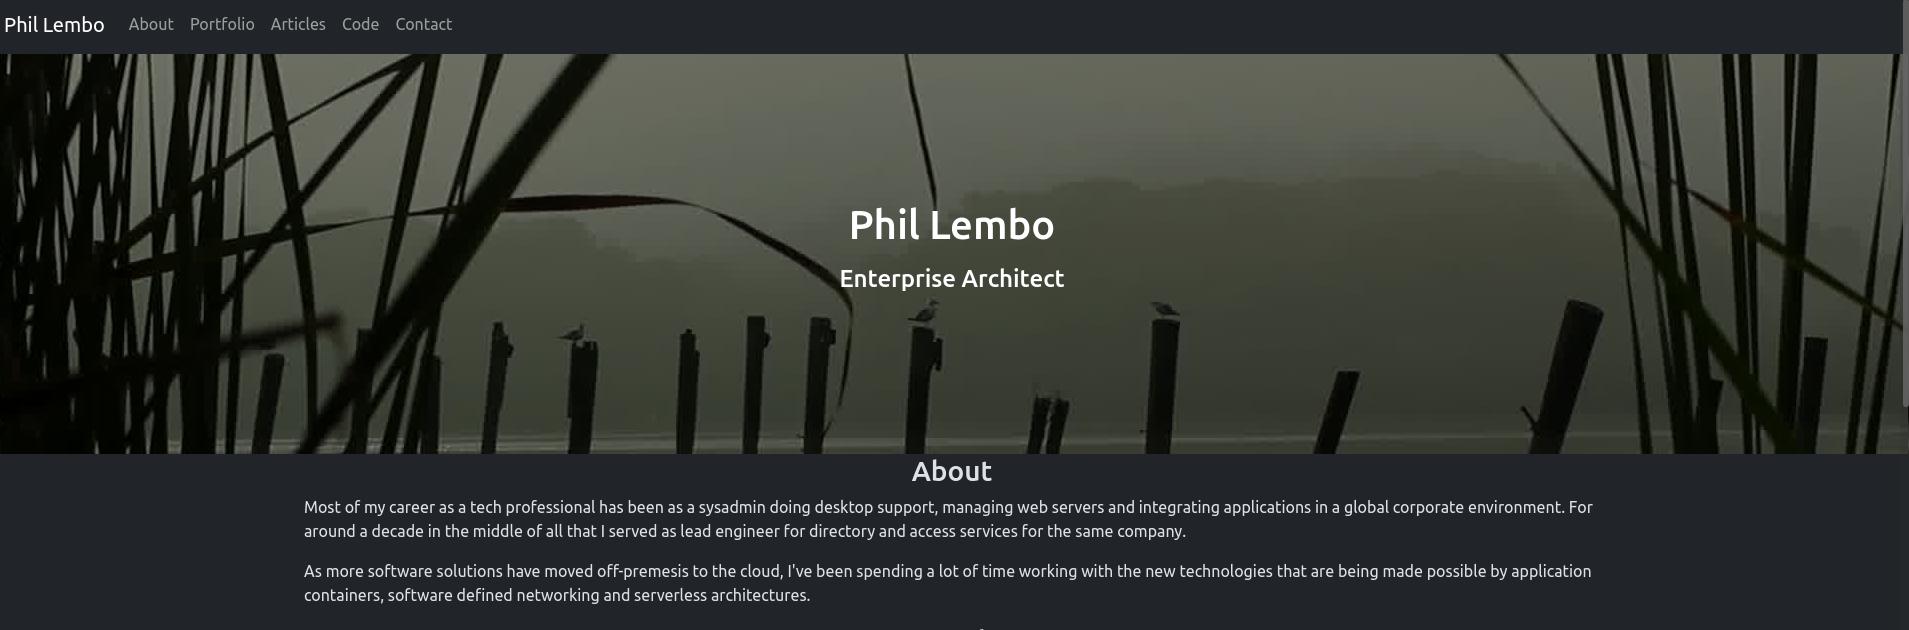 Phil Lembo About Portfolio Articles Code Contact
Phil Lembo
Enterprise Architect
About
Most of my career as a tech professional has been as a sysadmin doing desktop support, managing web servers and integrating applications in a global corporate environment. For
around a decade in the middle of all that I served as lead engineer for directory and access services for the same company.
As more software solutions have moved off-premesis to the cloud, I've been spending a lot of time working with the new technologies that are being made possible by application
containers, software defined networking and serverless architectures.